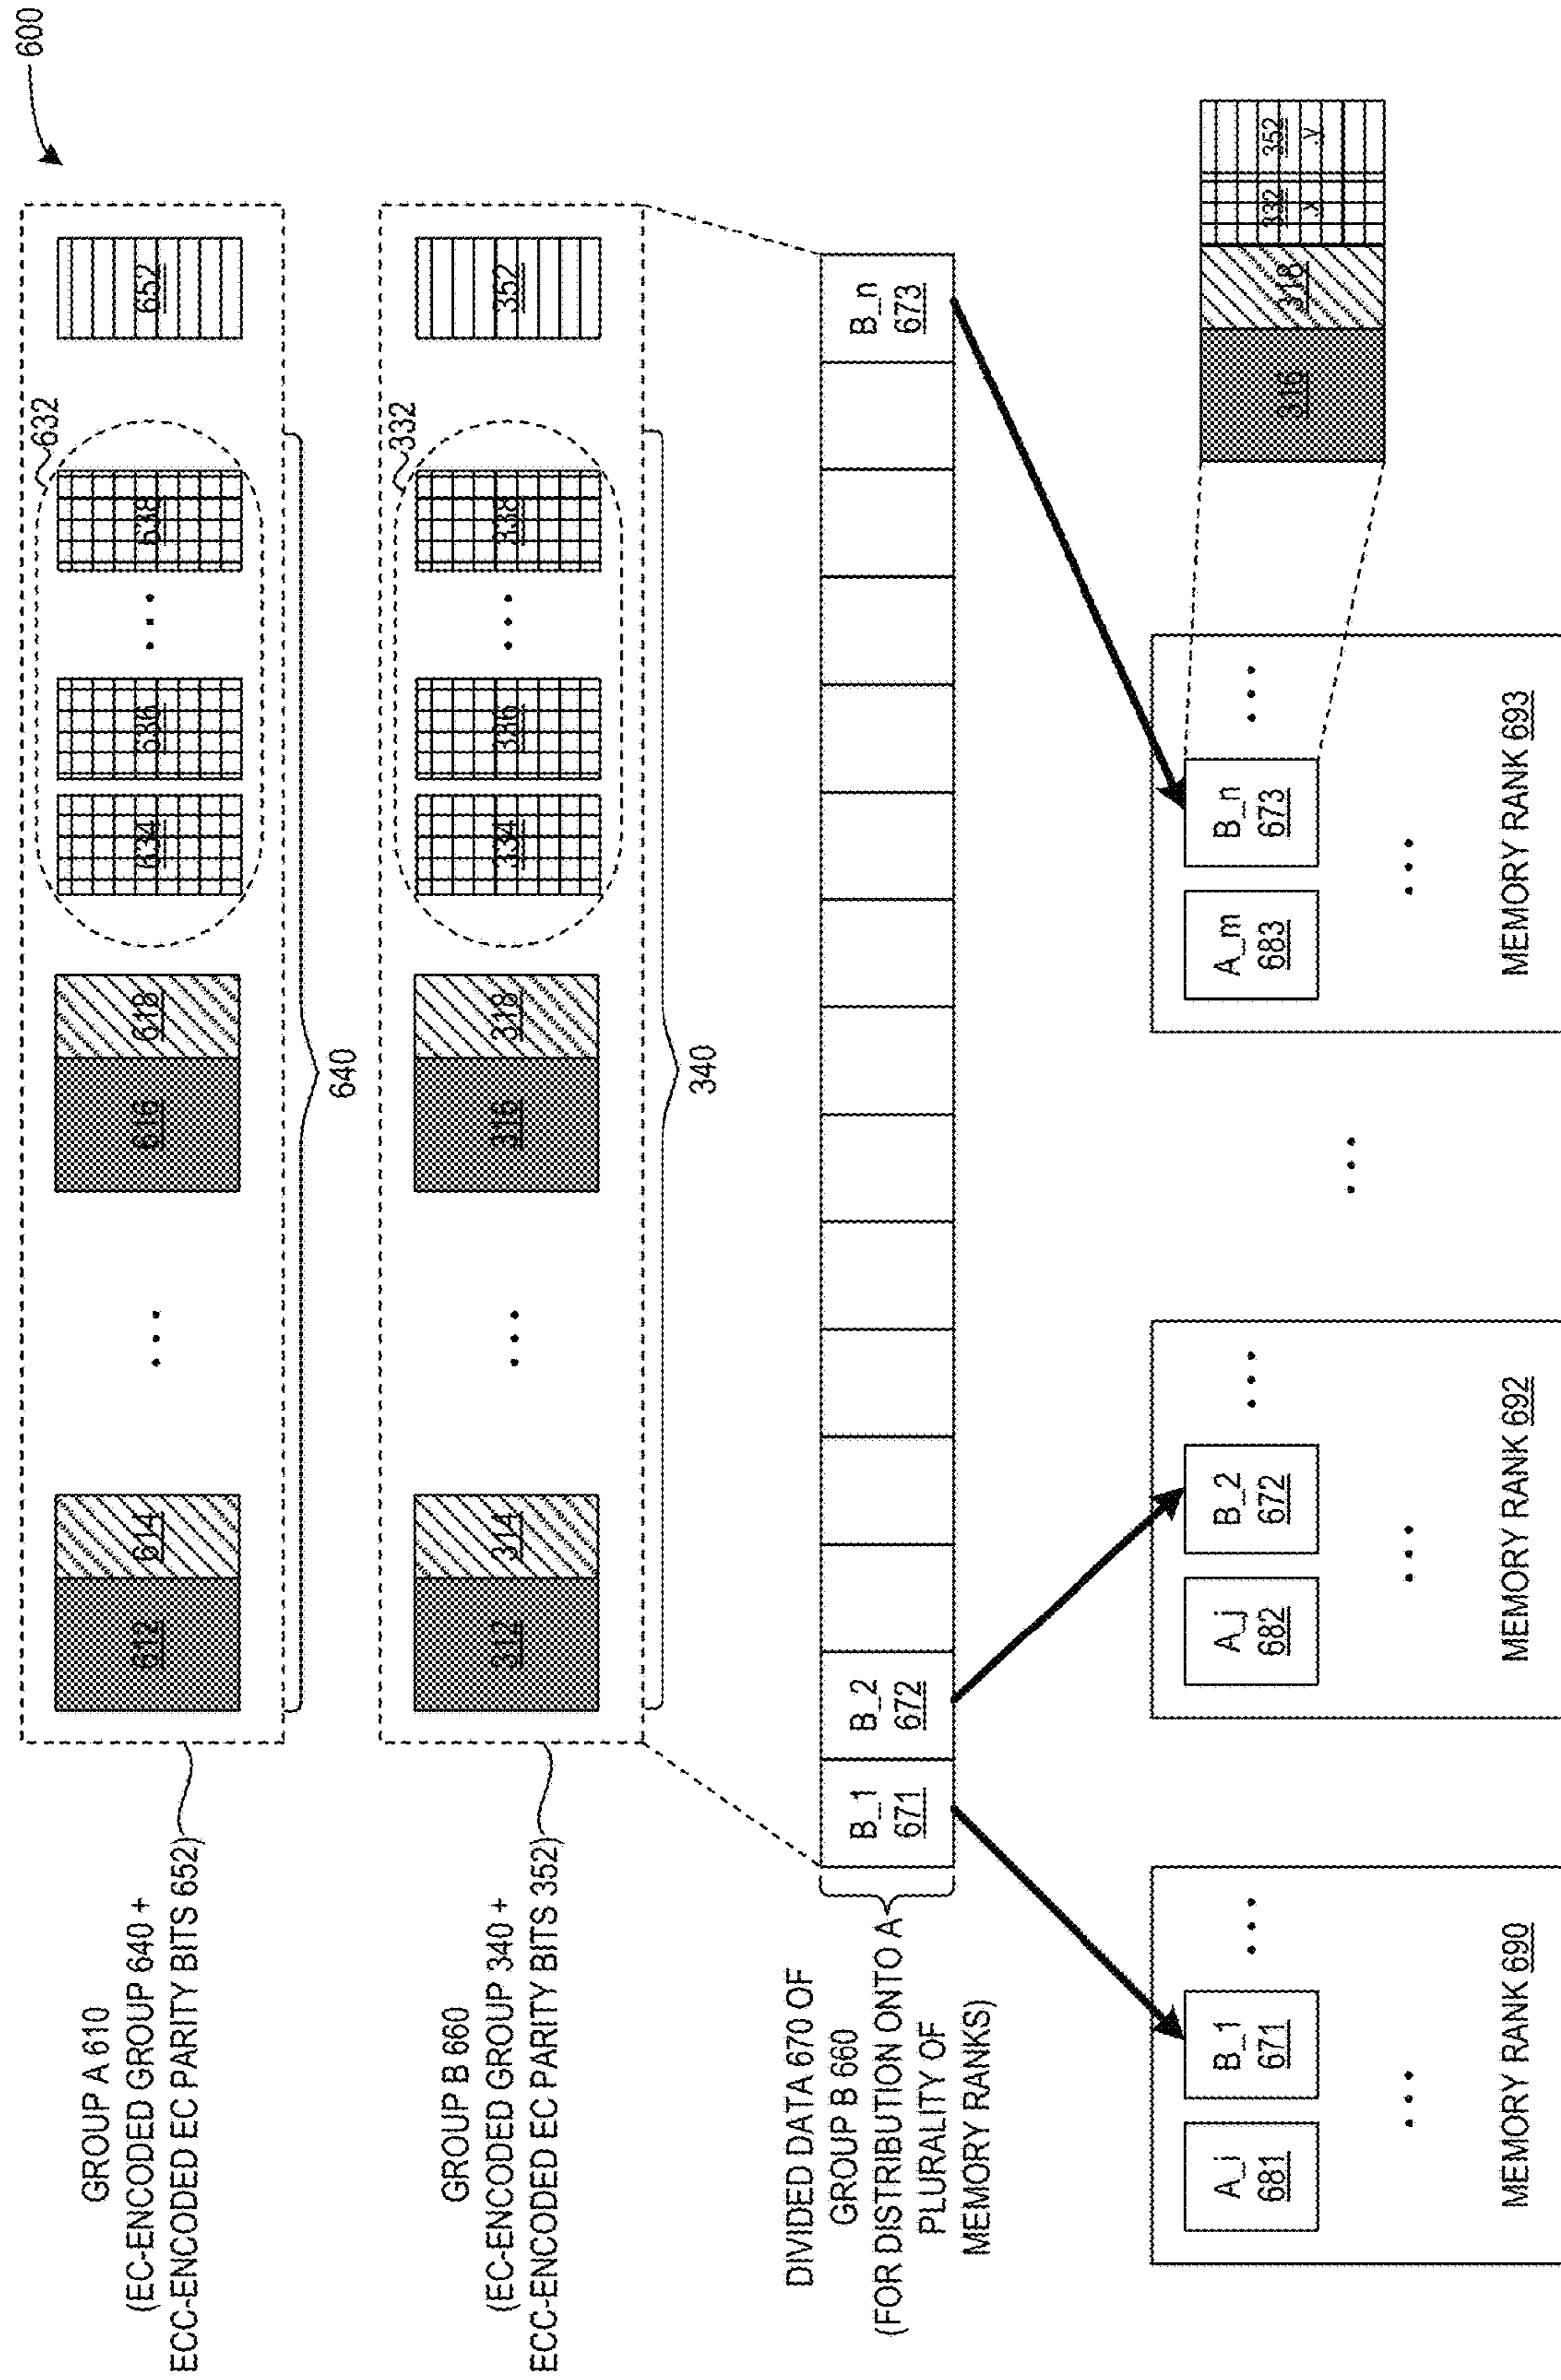 600
GROUP A 610
(EC-ENCODED GROUP 640 +
ECC-ENCODED EC PARITY BITS 652)
612
614
...
616
618
634
636
...
638
632
652
640
GROUP B 660
(EC-ENCODED GROUP 340 +
ECC-ENCODED EC PARITY BITS 352)
312
314
...
316
318
334
336
...
338
332
352
340
DIVIDED DATA 670 OF
GROUP B 660
(FOR DISTRIBUTION ONTO A
PLURALITY OF
MEMORY RANKS)
B_1
671
B_2
672
B_n
673
A_i
681
B_1
671
...
...
MEMORY RANK 690
A_j
682
B_2
672
...
...
MEMORY RANK 692
...
A_m
683
B_n
673
...
...
MEMORY RANK 693
316
318
332
x
352
y